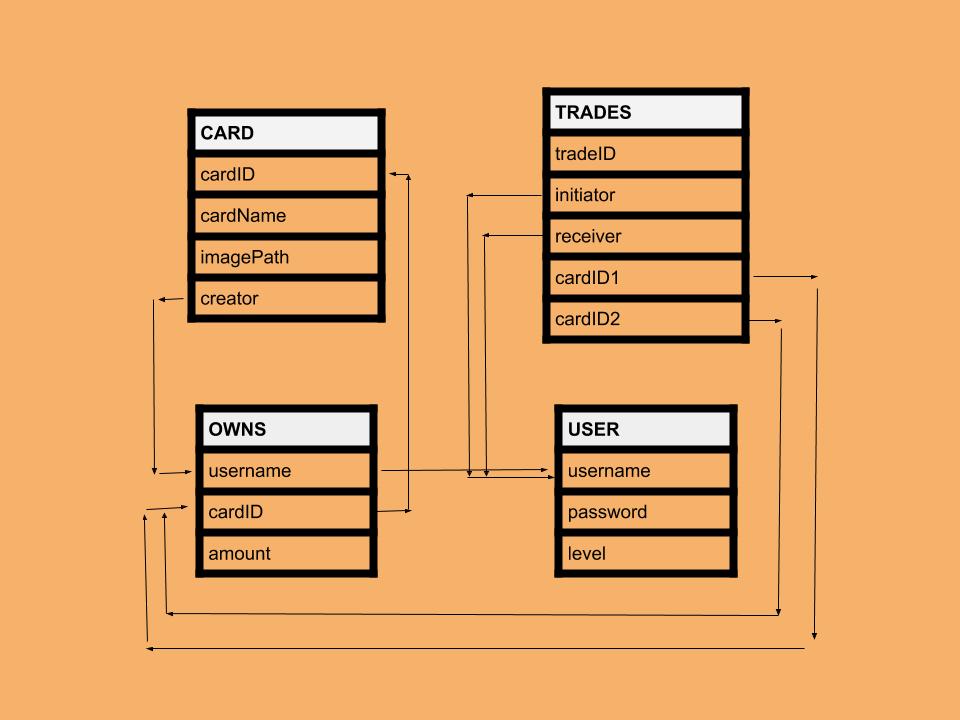 CARD
cardID
cardName
imagePath
creator
TRADES
tradeID
initiator
receiver
cardID1
cardID2
OWNS
username
cardID
amount
USER
username
password
level